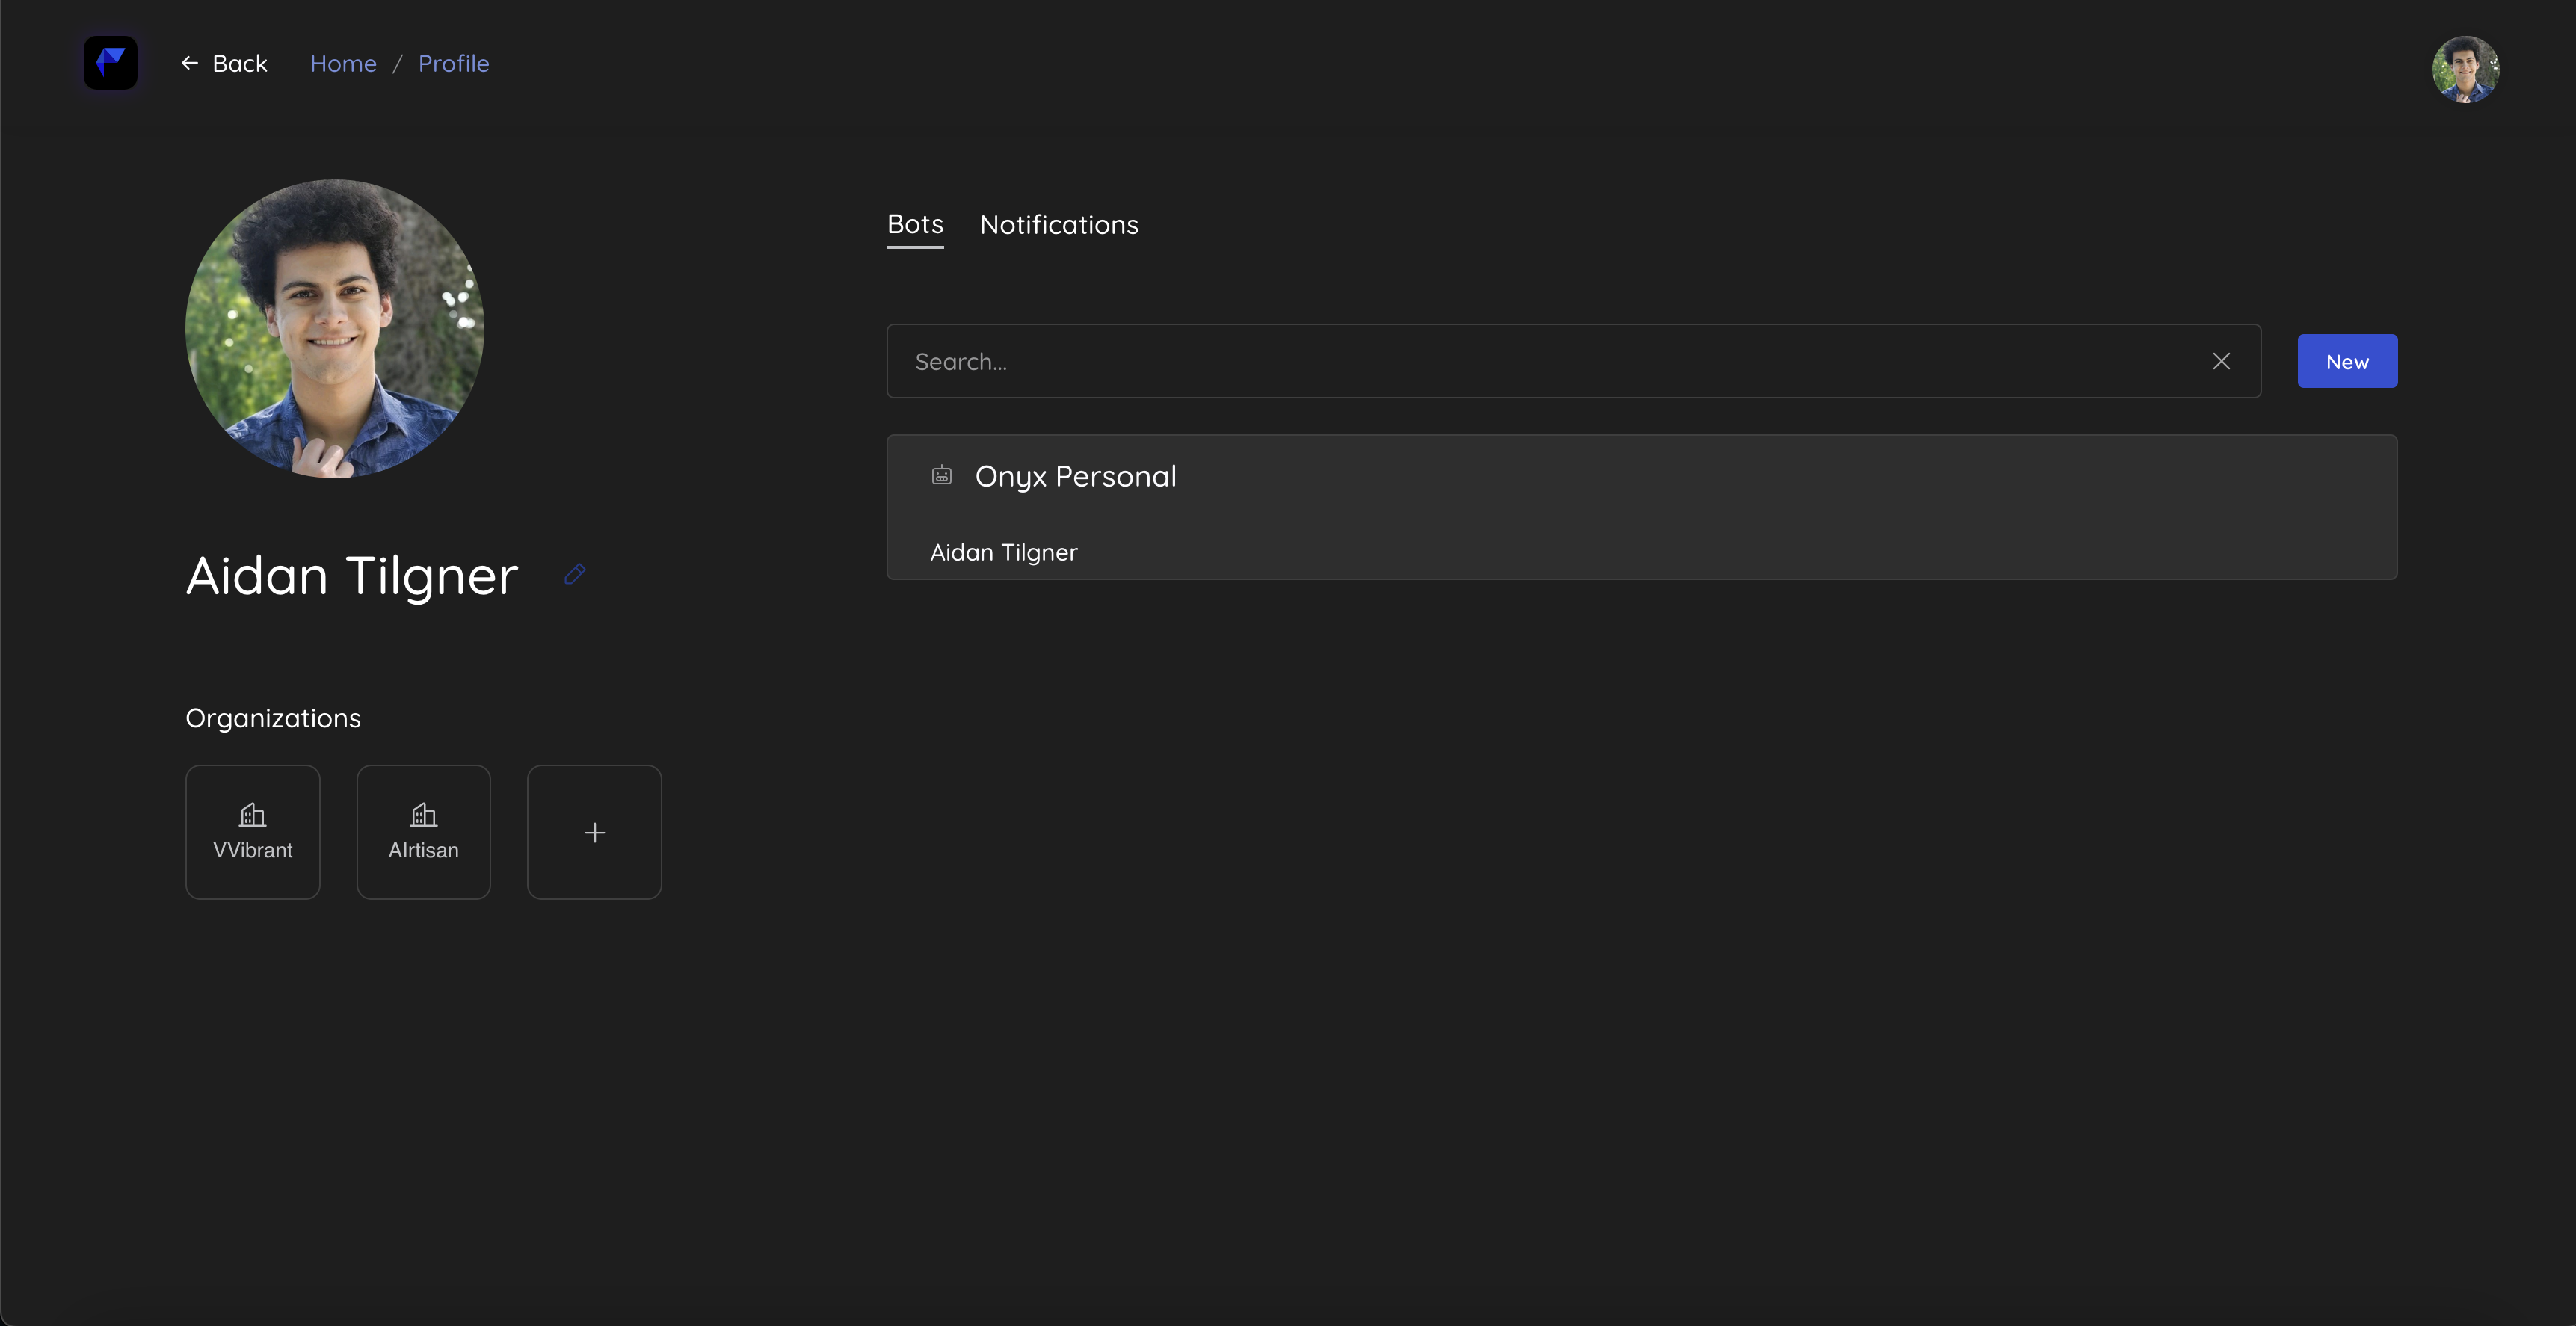 Back Home / Profile
Bots Notifications
Search...
New
Onyx Personal
Aidan Tilgner
Aidan Tilgner
Organizations
VVibrant
AIrtisan